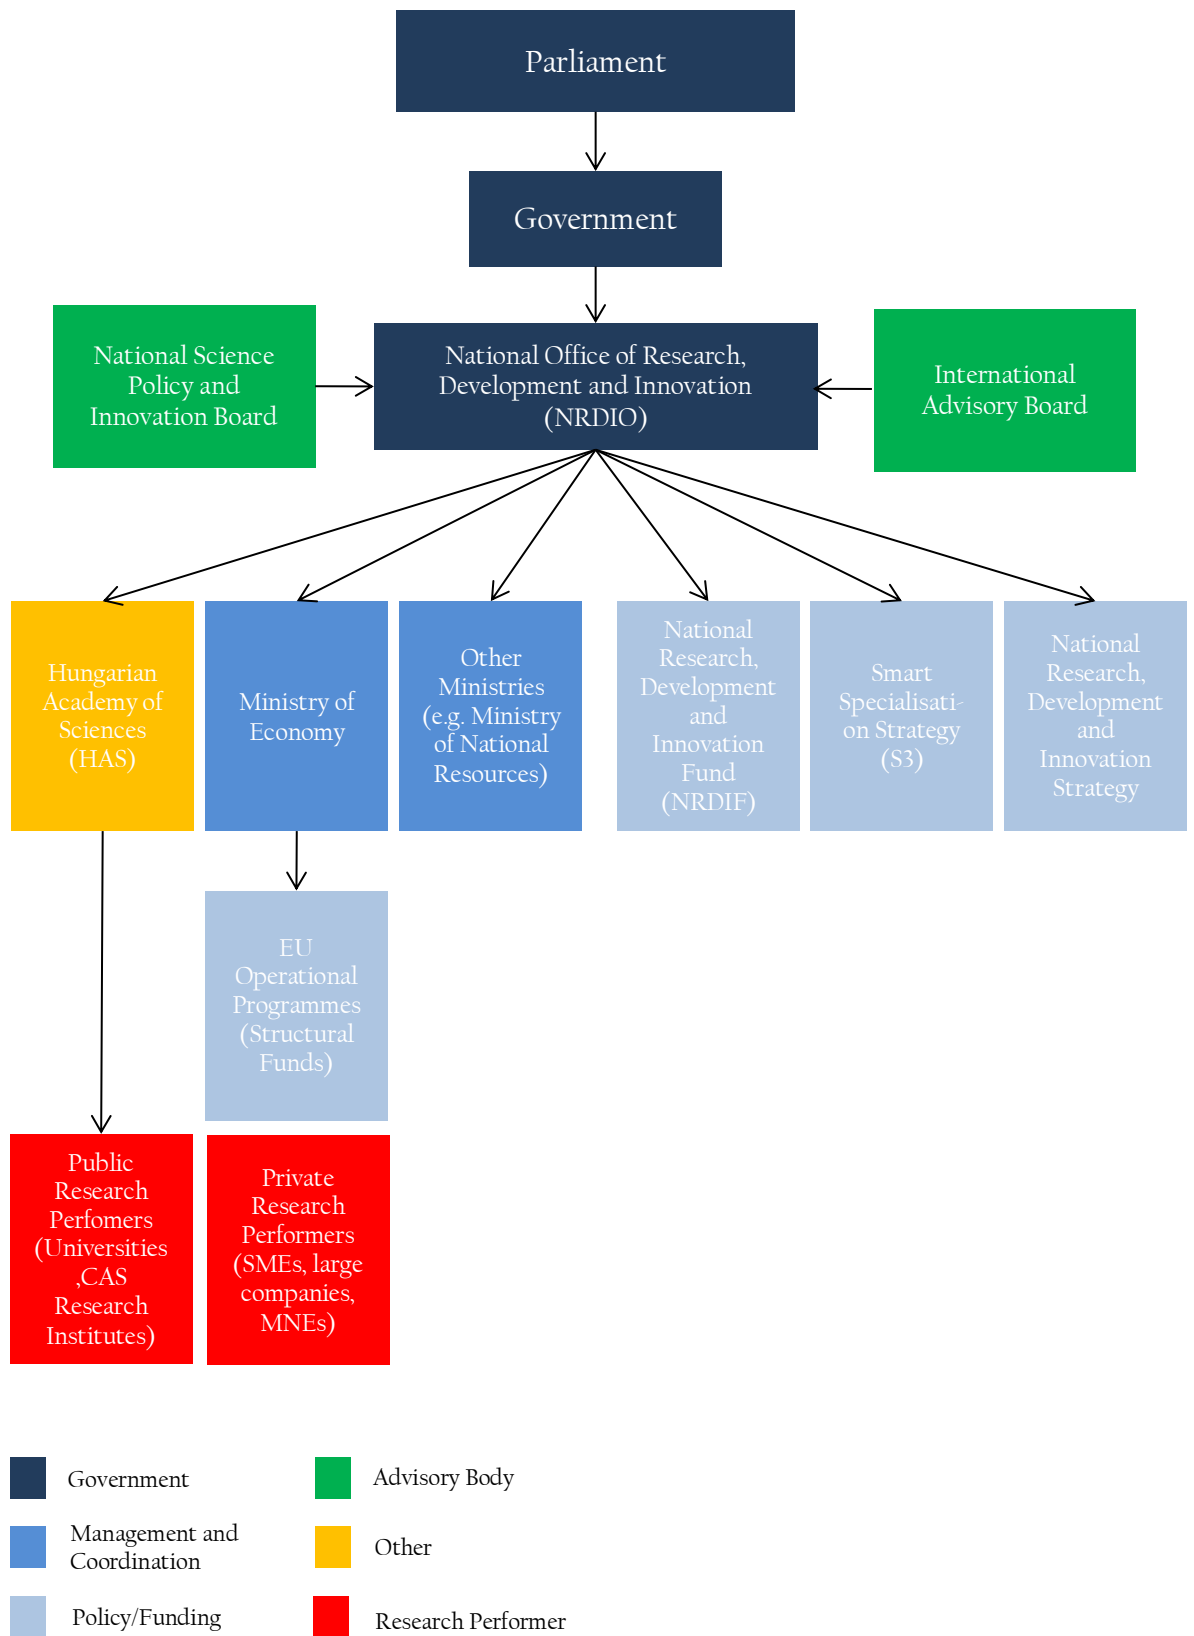 Parliament
Government
National Science
Policy and
Innovation Board
National Office of Research,
Development and Innovation
(NRDIO)
International
Advisory Board
Hungarian
Academy of
Sciences
(HAS)
Ministry of
Economy
Other
Ministries
(e.g. Ministry
of National
Resources)
National
Research,
Development
and
Innovation
Fund
(NRDIF)
Smart
Specialisati-
on Strategy
(S3)
National
Research,
Development
and
Innovation
Strategy
EU
Operational
Programmes
(Structural
Funds)
Public
Research
Perfomers
(Universities
,CAS
Research
Institutes)
Private
Research
Performers
(SMEs, large
companies,
MNEs)
Government
Advisory Body
Management and
Coordination
Other
Policy/Funding
Research Performer